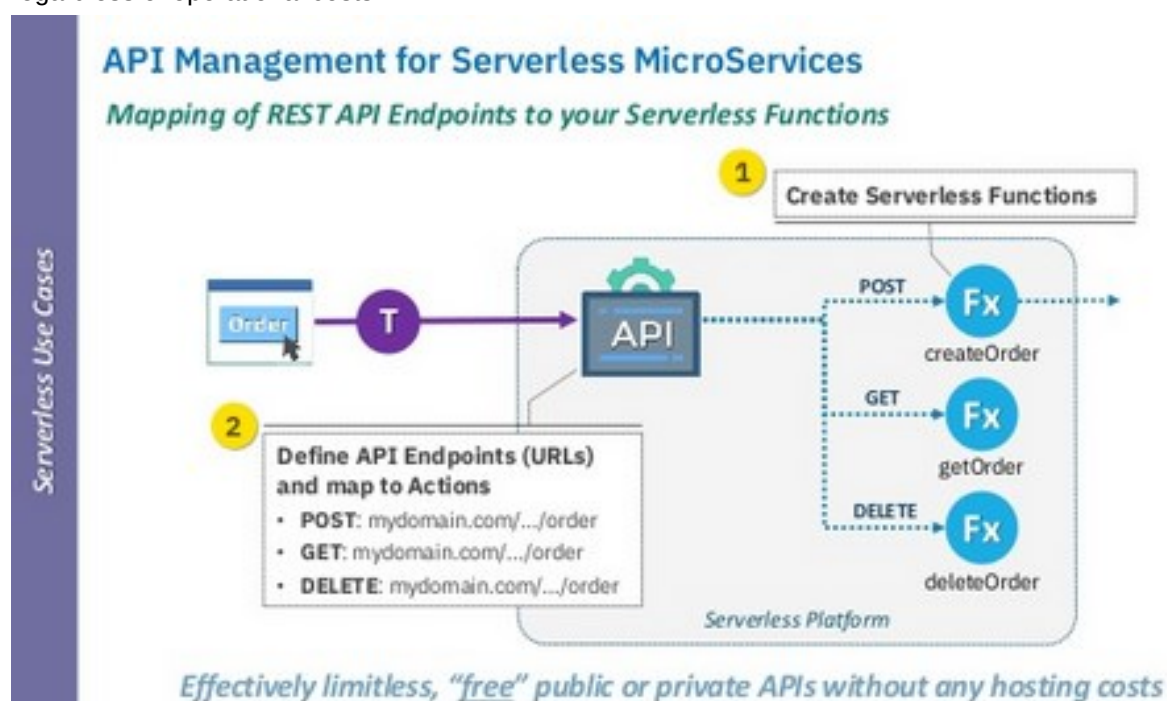 API Management for Serverless MicroServices
Mapping of REST API Endpoints to your Serverless Functions
Serverless Use Cases
1
Create Serverless Functions
Order
T
API
POST
Fx
createOrder
GET
Fx
getOrder
DELETE
Fx
deleteOrder
2
Define API Endpoints (URLs)
and map to Actions
• POST: mydomain.com/.../order
• GET: mydomain.com/.../order
• DELETE: mydomain.com/.../order
Serverless Platform
Effectively limitless, "free" public or private APIs without any hosting costs